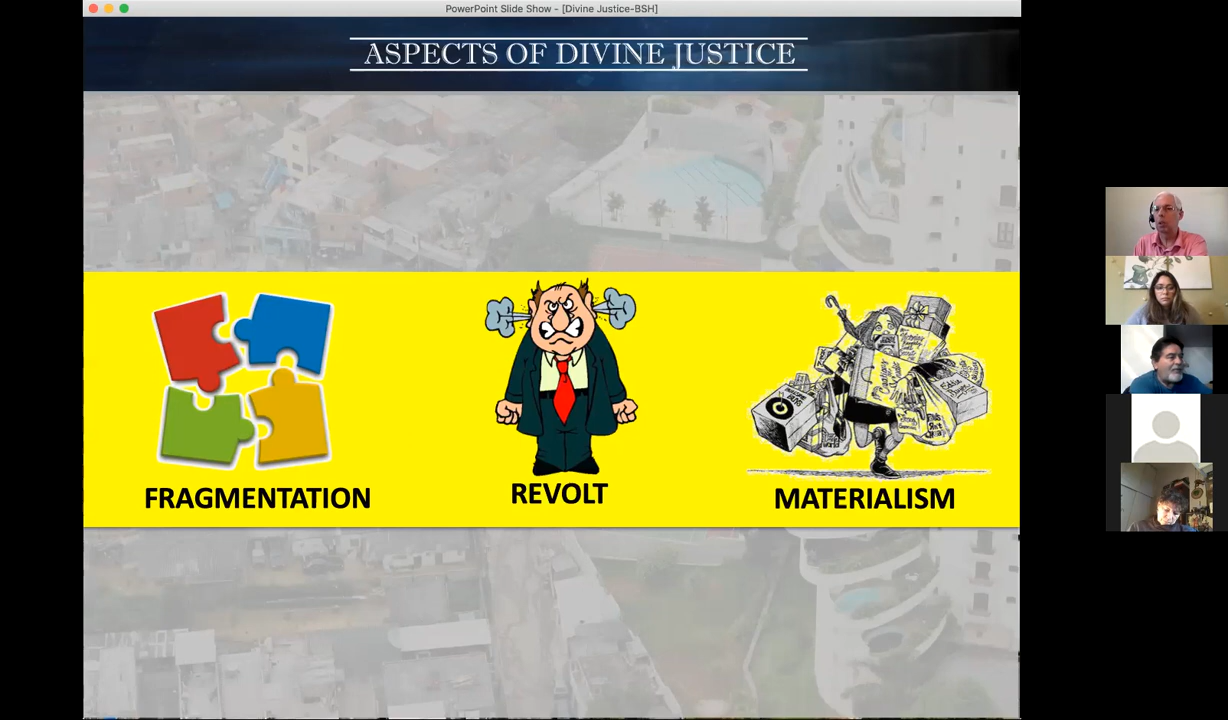 PowerPoint Slide Show - [Divine Justice-BSH]
ASPECTS OF DIVINE JUSTICE
FRAGMENTATION
REVOLT
MATERIALISM